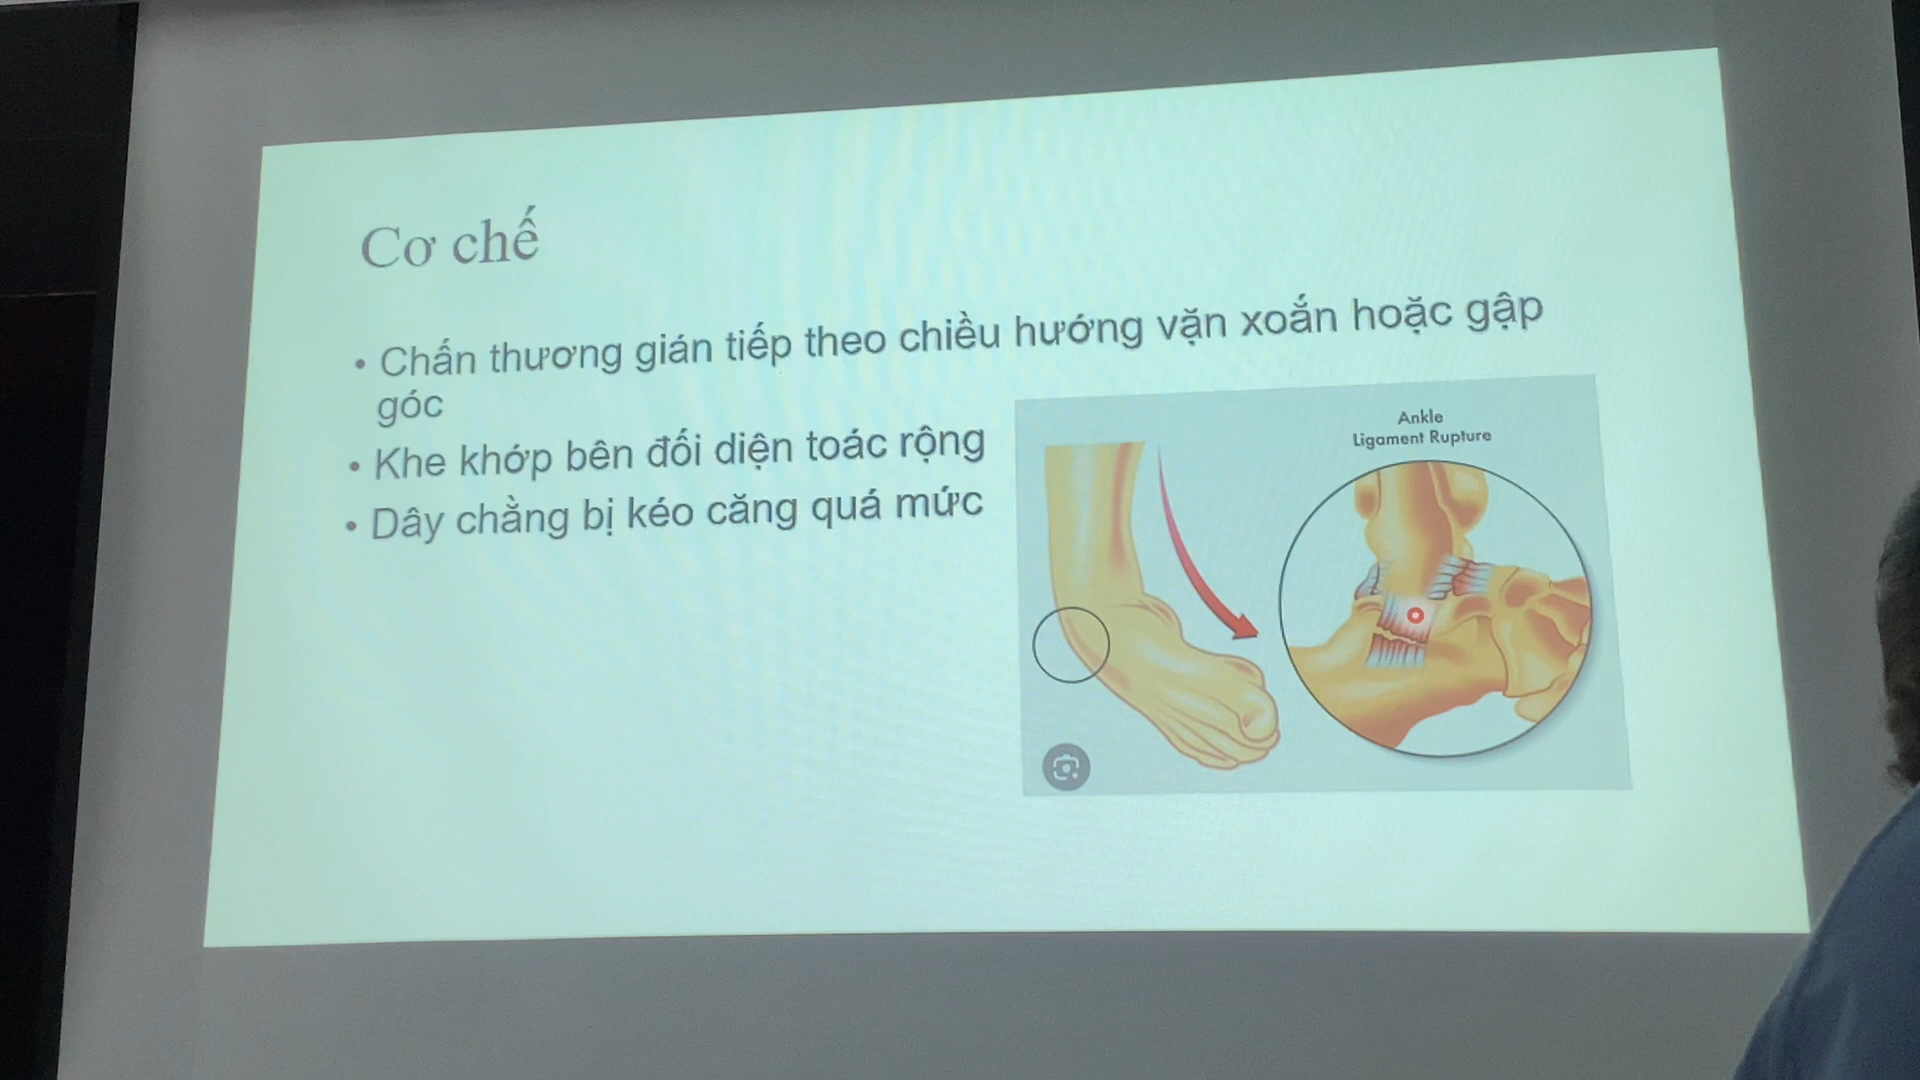 Cơ chế
• Chấn thương gián tiếp theo chiều hướng vặn xoắn hoặc gập
góc
• Khe khớp bên đối diện toác rộng
• Dây chằng bị kéo căng quá mức
Ankle
Ligament Rupture